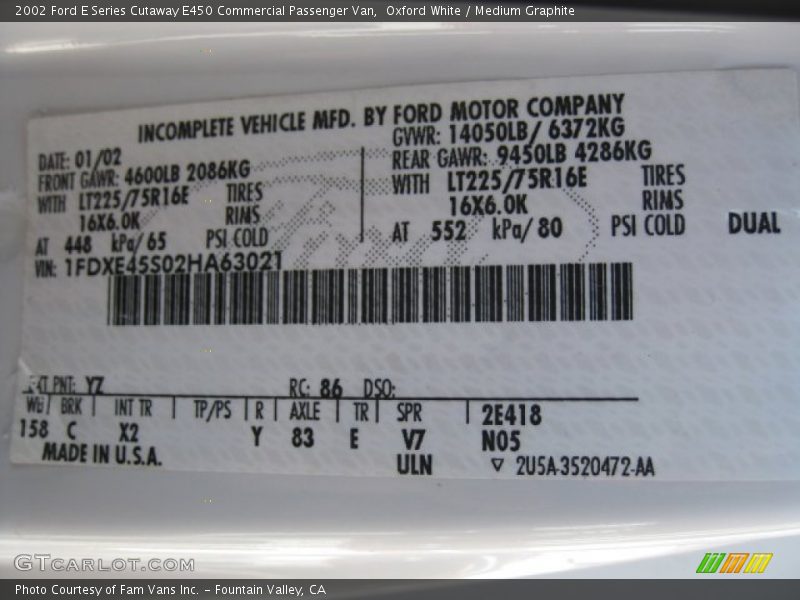 2002 Ford E Series Cutaway E450 Commercial Passenger Van,  Oxford White / Medium Graphite
INCOMPLETE VEHICLE MFD. BY FORD MOTOR COMPANY
DATE: 01/02 GVWR: 14050LB/ 6372KG
FRONT GAWR: 4600LB 2086KG REAR GAWR: 9450LB 4286KG
WITH LT225/75R16E TIRES WITH LT225/75R16E TIRES
16X6.0K RIMS 16X6.0K RIMS
AT 448 kPa/ 65 PSI COLD AT 552 kPa/ 80 PSI COLD DUAL
VIN: 1FDXE45S02HA63021
EXT PNT: YZ RC: 86 DSO:
WB BRK INT TR TP/PS R AXLE TR SPR 2E418
158 C X2 Y 83 E V7 N05
MADE IN U.S.A. ULN ▽ 2U5A-3520472-AA
GTCARLOT.COM
Photo Courtesy of Fam Vans Inc. - Fountain Valley, CA